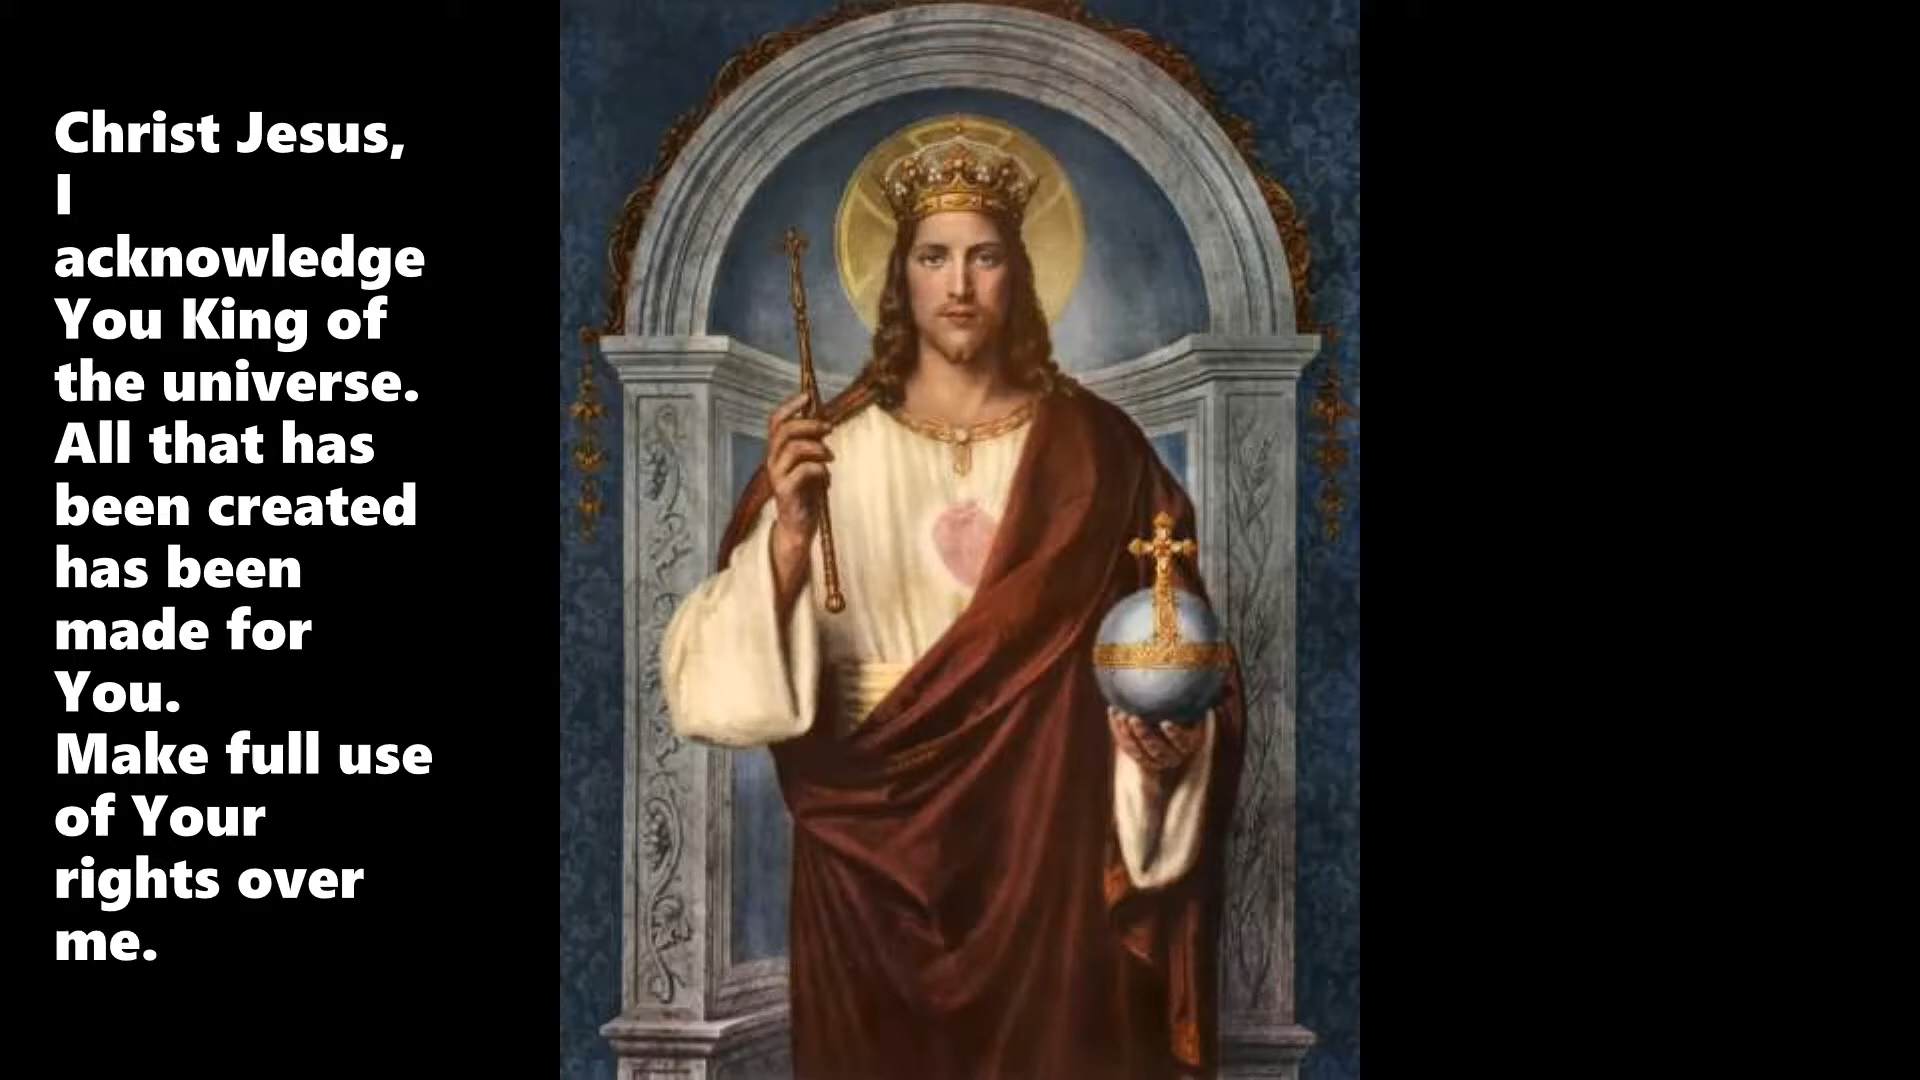 Christ Jesus,
I
acknowledge
You King of
the universe.
All that has
been created
has been
made for
You.
Make full use
of Your
rights over
me.